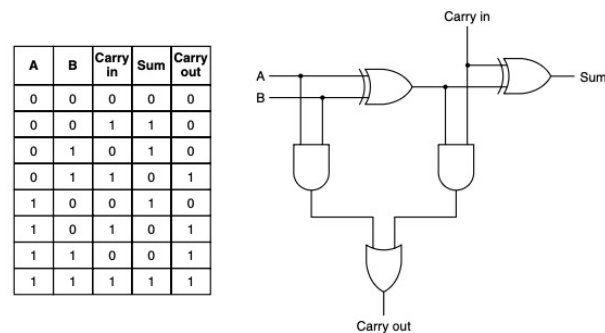 A B Carry in Sum Carry out
0 0 0 0 0
0 0 1 1 0
0 1 0 1 0
0 1 1 0 1
1 0 0 1 0
1 0 1 0 1
1 1 0 0 1
1 1 1 1 1
Carry in
A
B
Sum
Carry out